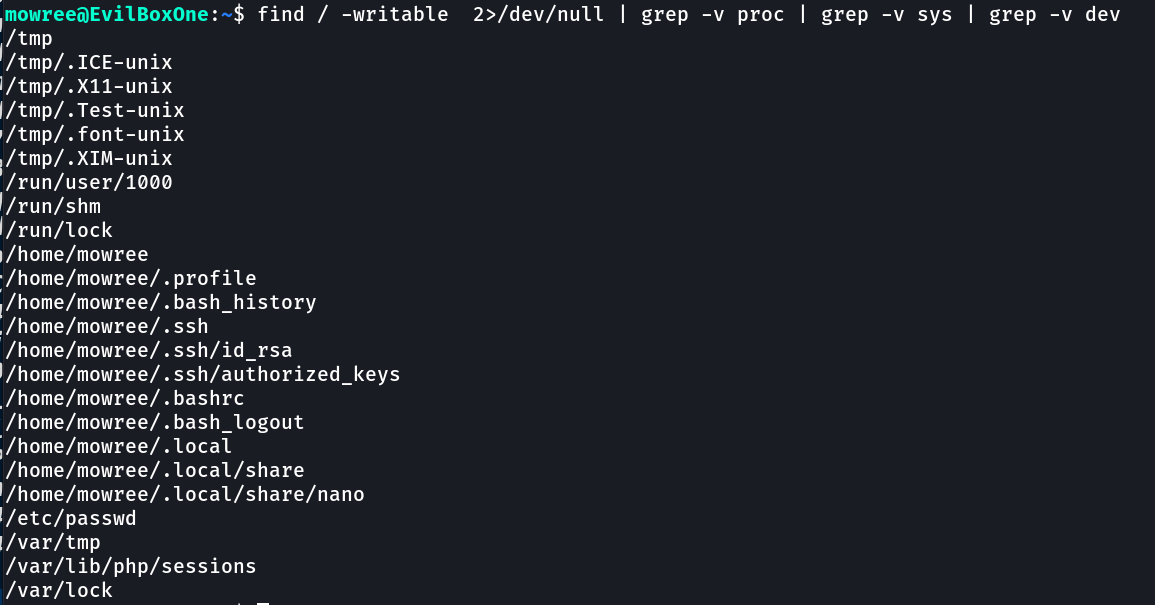 mowree@EvilBoxOne:~$ find / -writable  2>/dev/null | grep -v proc | grep -v sys | grep -v dev
/tmp
/tmp/.ICE-unix
/tmp/.X11-unix
/tmp/.Test-unix
/tmp/.font-unix
/tmp/.XIM-unix
/run/user/1000
/run/shm
/run/lock
/home/mowree
/home/mowree/.profile
/home/mowree/.bash_history
/home/mowree/.ssh
/home/mowree/.ssh/id_rsa
/home/mowree/.ssh/authorized_keys
/home/mowree/.bashrc
/home/mowree/.bash_logout
/home/mowree/.local
/home/mowree/.local/share
/home/mowree/.local/share/nano
/etc/passwd
/var/tmp
/var/lib/php/sessions
/var/lock